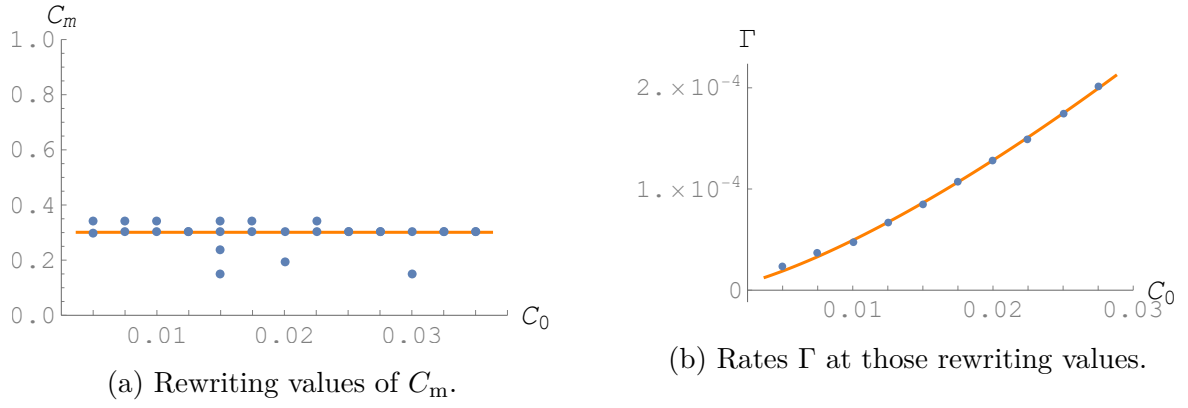 C_m
1.0
0.8
0.6
0.4
0.2
0.0
0.01 0.02 0.03 C_0
(a) Rewriting values of C_m.
Γ
2.×10^-4
1.×10^-4
0
0.01 0.02 0.03 C_0
(b) Rates Γ at those rewriting values.